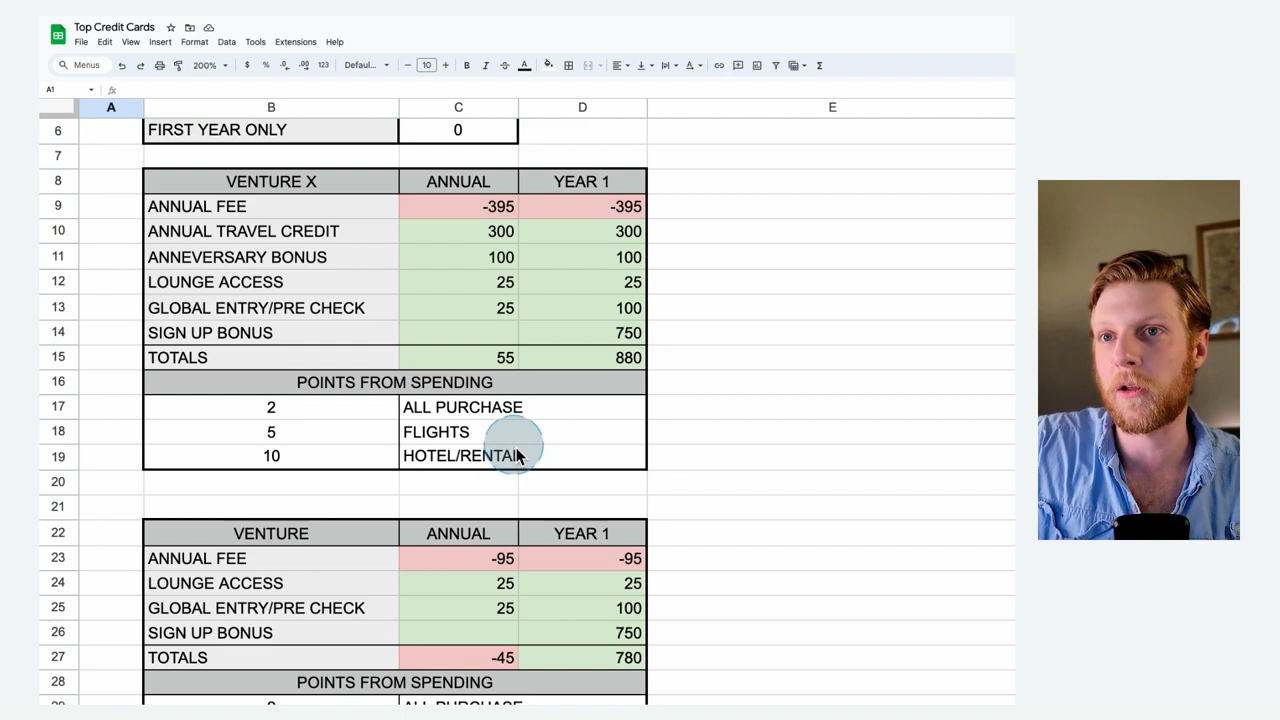 Top Credit Cards
File Edit View Insert Format Data Tools Extensions Help
Menus 200% $ % .0 .00 123 Defaul... − 10 + B I S A Σ
A1 fx
A B C D E
6 FIRST YEAR ONLY 0
7
8 VENTURE X ANNUAL YEAR 1
9 ANNUAL FEE -395 -395
10 ANNUAL TRAVEL CREDIT 300 300
11 ANNEVERSARY BONUS 100 100
12 LOUNGE ACCESS 25 25
13 GLOBAL ENTRY/PRE CHECK 25 100
14 SIGN UP BONUS 750
15 TOTALS 55 880
16 POINTS FROM SPENDING
17 2 ALL PURCHASE
18 5 FLIGHTS
19 10 HOTEL/RENTAL
20
21
22 VENTURE ANNUAL YEAR 1
23 ANNUAL FEE -95 -95
24 LOUNGE ACCESS 25 25
25 GLOBAL ENTRY/PRE CHECK 25 100
26 SIGN UP BONUS 750
27 TOTALS -45 780
28 POINTS FROM SPENDING
ALL PURCHASE